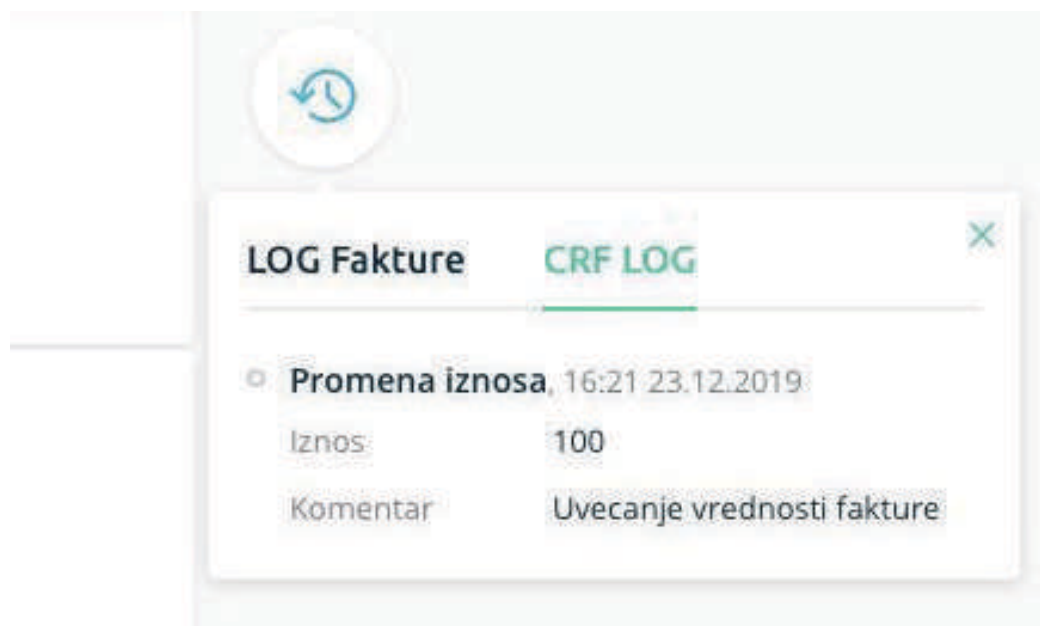 LOG Fakture CRF LOG
Promena iznosa, 16:21 23.12.2019
Iznos 100
Komentar Uvecanje vrednosti fakture